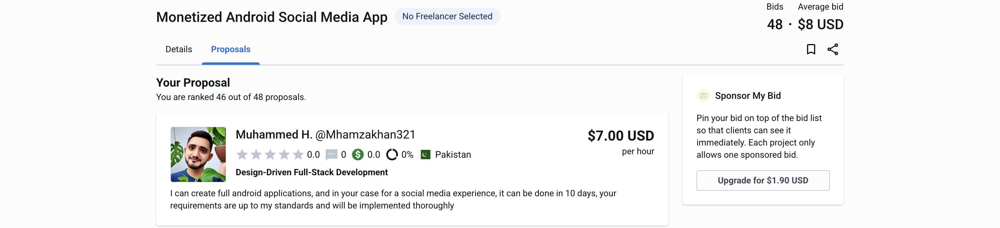 Monetized Android Social Media App
No Freelancer Selected
Bids
Average bid
48 · $8 USD
Details
Proposals
Your Proposal
You are ranked 46 out of 48 proposals.
Muhammed H. @Mhamzakhan321
$7.00 USD
per hour
0.0 0 $ 0.0 0% Pakistan
Design-Driven Full-Stack Development
I can create full android applications, and in your case for a social media experience, it can be done in 10 days, your
requirements are up to my standards and will be implemented thoroughly
Sponsor My Bid
Pin your bid on top of the bid list
so that clients can see it
immediately. Each project only
allows one sponsored bid.
Upgrade for $1.90 USD